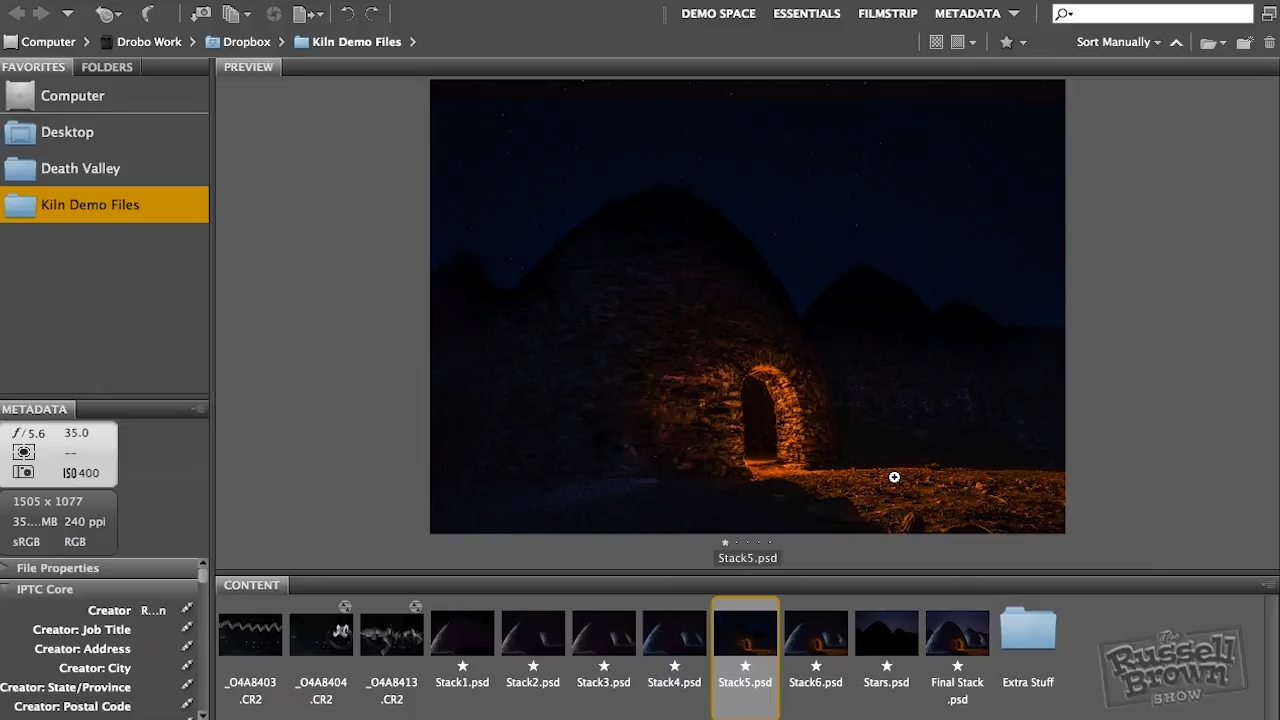 DEMO SPACE ESSENTIALS FILMSTRIP METADATA
Computer Drobo Work Dropbox Kiln Demo Files Sort Manually
FAVORITES FOLDERS PREVIEW
Computer
Desktop
Death Valley
Kiln Demo Files
METADATA
f/5.6 35.0
--
ISO400
1505 x 1077
35....MB 240 ppi
sRGB RGB
File Properties
IPTC Core
Creator R...n
Creator: Job Title
Creator: Address
Creator: City
Creator: State/Province
Creator: Postal Code
Stack5.psd
CONTENT
_O4A8403.CR2
_O4A8404.CR2
_O4A8413.CR2
Stack1.psd
Stack2.psd
Stack3.psd
Stack4.psd
Stack5.psd
Stack6.psd
Stars.psd
Final Stack.psd
Extra Stuff
The Russell Brown SHOW